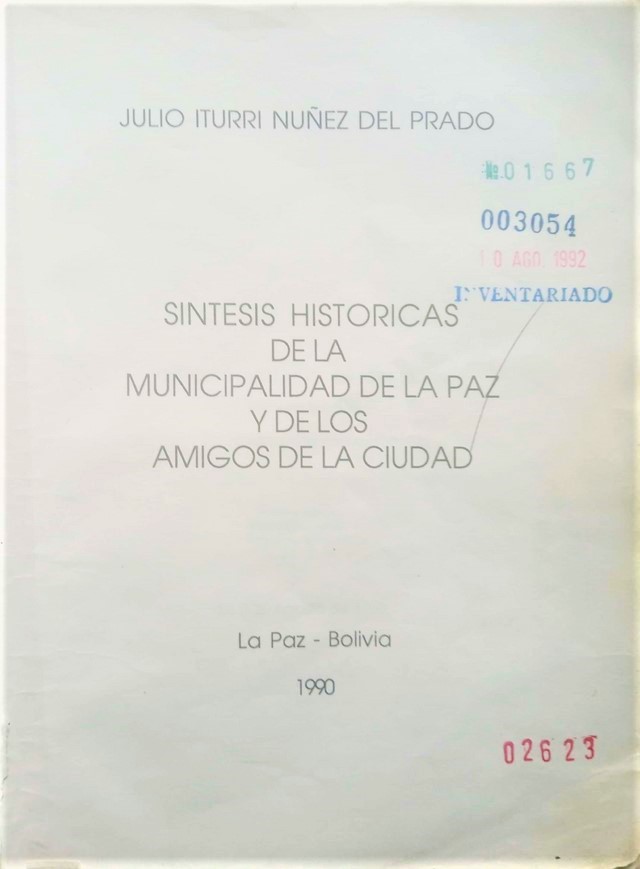 JULIO ITURRI NUÑEZ DEL PRADO
№ 01667
003054
10 AGO. 1992
INVENTARIADO
SINTESIS HISTORICAS
DE LA
MUNICIPALIDAD DE LA PAZ
Y DE LOS
AMIGOS DE LA CIUDAD
La Paz - Bolivia
1990
02623